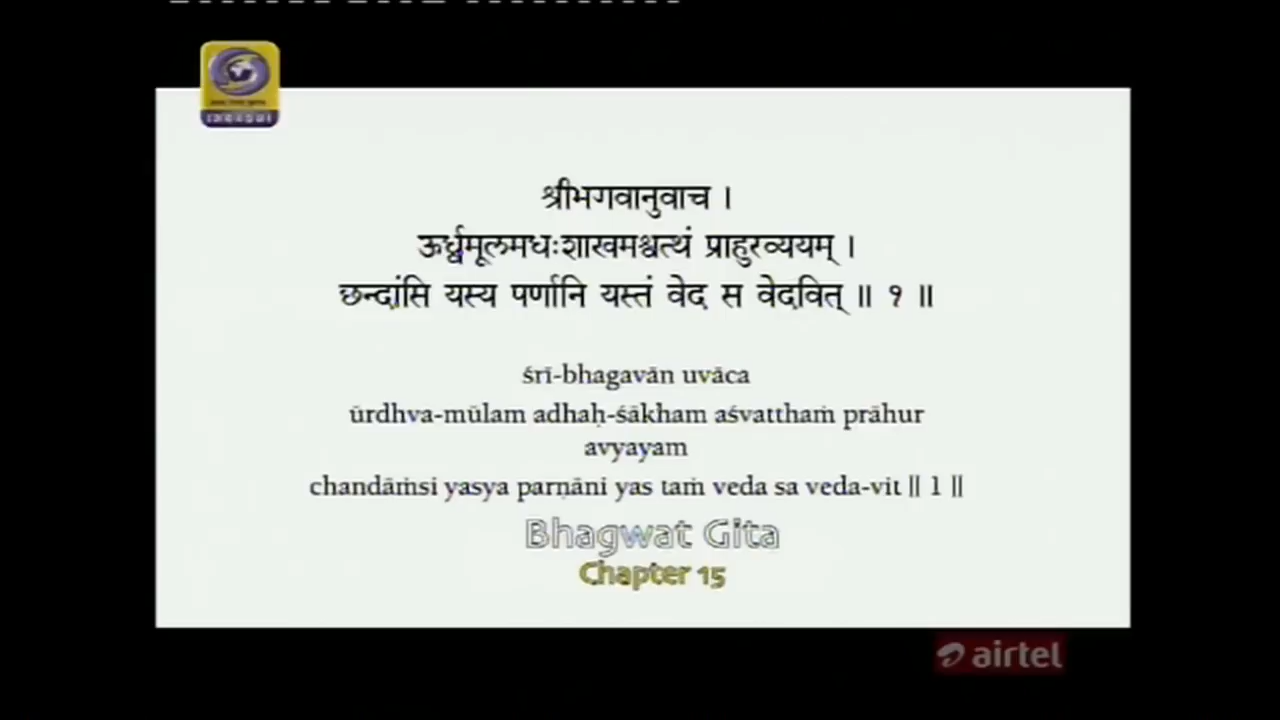 श्रीभगवानुवाच ।
ऊर्ध्वमूलमधःशाखमश्वत्थं प्राहुरव्ययम् ।
छन्दांसि यस्य पर्णानि यस्तं वेद स वेदवित् ॥ १ ॥
śrī-bhagavān uvāca
ūrdhva-mūlam adhaḥ-śākham aśvatthaṁ prāhur
avyayam
chandāṁsi yasya parṇāni yas taṁ veda sa veda-vit || 1 ||
Bhagwat Gita
Chapter 15
airtel